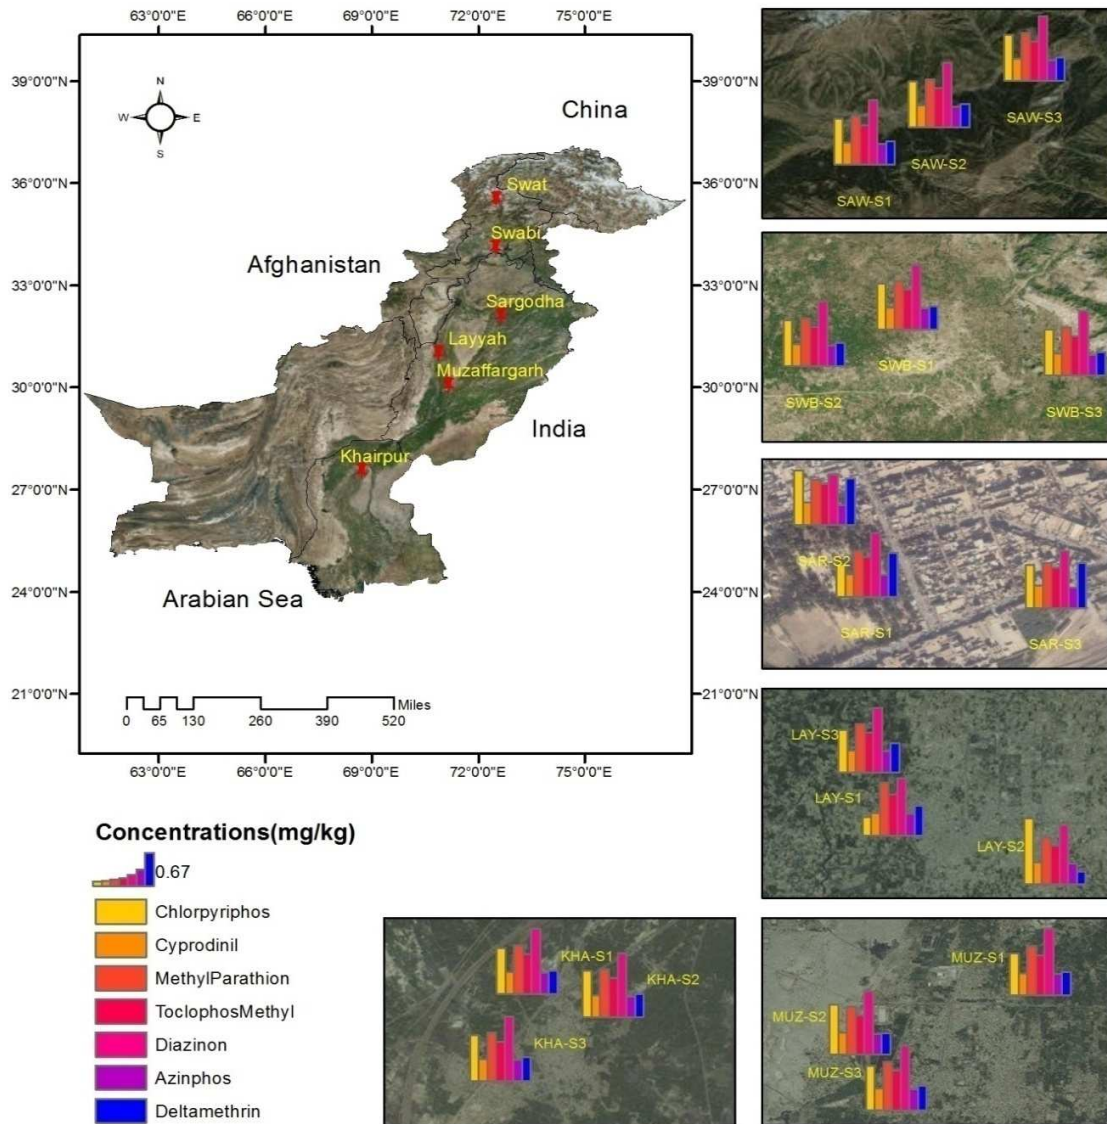 63°0'0"E 66°0'0"E 69°0'0"E 72°0'0"E 75°0'0"E
39°0'0"N
36°0'0"N
33°0'0"N
30°0'0"N
27°0'0"N
24°0'0"N
21°0'0"N
N
W E
S
China
Swat
Swabi
Afghanistan
Sargodha
Layyah
Muzaffargarh
India
Khairpur
Arabian Sea
Miles
0 65 130 260 390 520
39°0'0"N
36°0'0"N
33°0'0"N
30°0'0"N
27°0'0"N
24°0'0"N
21°0'0"N
63°0'0"E 66°0'0"E 69°0'0"E 72°0'0"E 75°0'0"E
SAW-S3
SAW-S2
SAW-S1
SWB-S1
SWB-S2
SWB-S3
SAR-S2
SAR-S1
SAR-S3
LAY-S3
LAY-S1
LAY-S2
Concentrations(mg/kg)
0.67
Chlorpyriphos
Cyprodinil
MethylParathion
ToclophosMethyl
Diazinon
Azinphos
Deltamethrin
KHA-S1
KHA-S2
KHA-S3
MUZ-S1
MUZ-S2
MUZ-S3